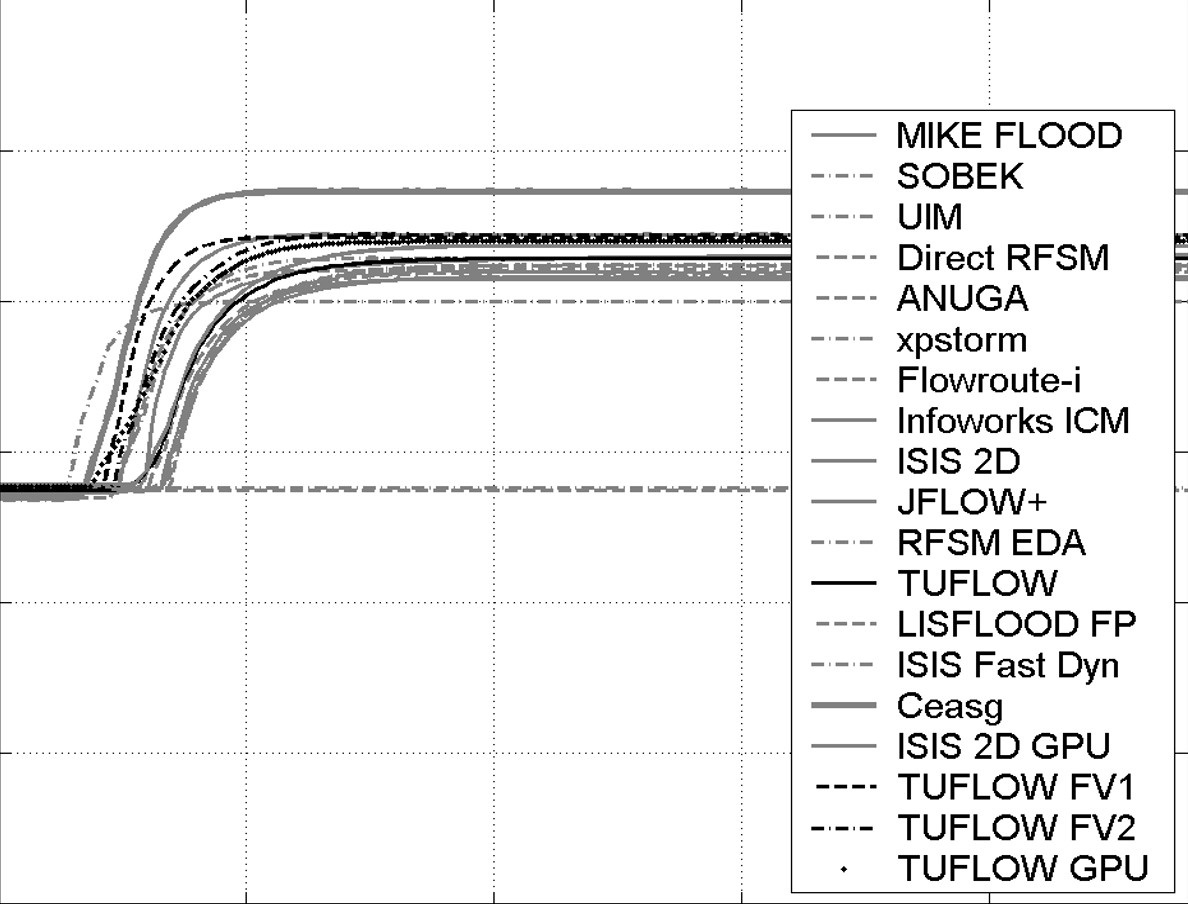 MIKE FLOOD
SOBEK
UIM
Direct RFSM
ANUGA
xpstorm
Flowroute-i
Infoworks ICM
ISIS 2D
JFLOW+
RFSM EDA
TUFLOW
LISFLOOD FP
ISIS Fast Dyn
Ceasg
ISIS 2D GPU
TUFLOW FV1
TUFLOW FV2
TUFLOW GPU